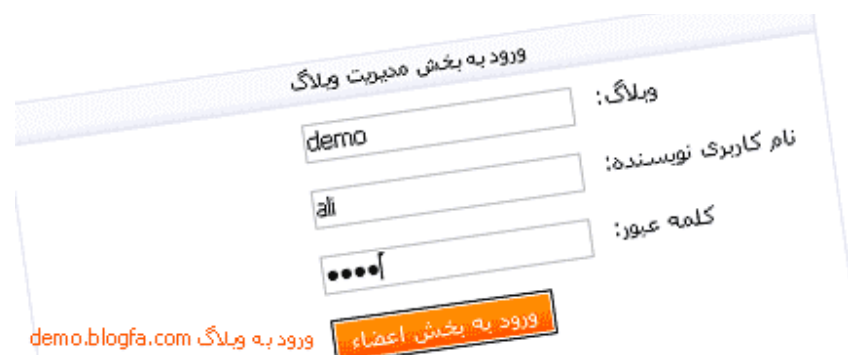 ورود به بخش مدیریت وبلاگ
وبلاگ:
demo
نام کاربری نویسنده:
ali
کلمه عبور:
••••
ورود به بخش اعضاء
ورود به وبلاگ demo.blogfa.com